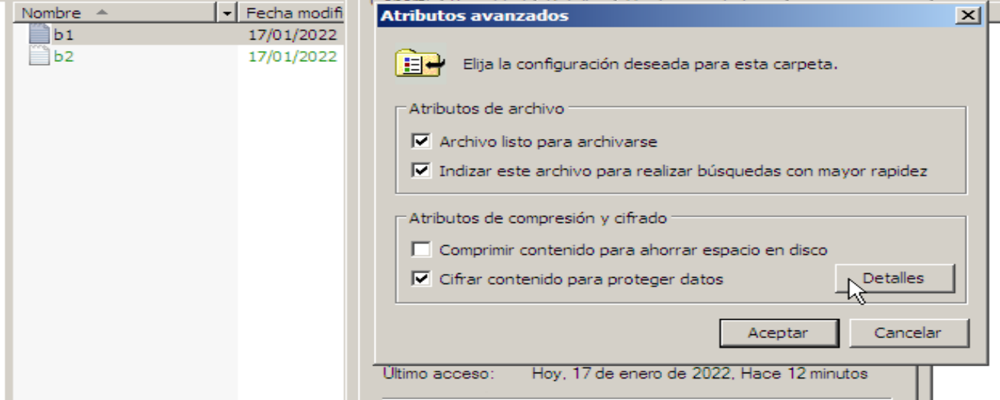 Nombre
Fecha modifi
b1
17/01/2022
b2
17/01/2022
Atributos avanzados
Elija la configuración deseada para esta carpeta.
Atributos de archivo
Archivo listo para archivarse
Indizar este archivo para realizar búsquedas con mayor rapidez
Atributos de compresión y cifrado
Comprimir contenido para ahorrar espacio en disco
Cifrar contenido para proteger datos
Detalles
Aceptar
Cancelar
Último acceso: Hoy, 17 de enero de 2022, Hace 12 minutos